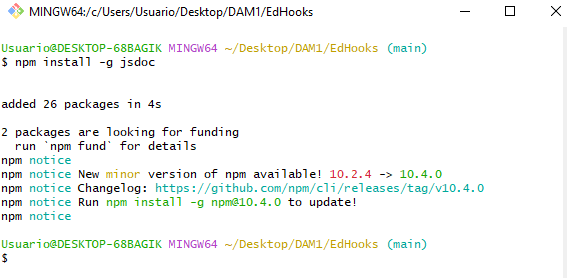 MINGW64:/c/Users/Usuario/Desktop/DAM1/EdHooks
Usuario@DESKTOP-68BAGIK MINGW64 ~/Desktop/DAM1/EdHooks (main)
$ npm install -g jsdoc
added 26 packages in 4s
2 packages are looking for funding
  run `npm fund` for details
npm notice
npm notice New minor version of npm available! 10.2.4 -> 10.4.0
npm notice Changelog: https://github.com/npm/cli/releases/tag/v10.4.0
npm notice Run npm install -g npm@10.4.0 to update!
npm notice
Usuario@DESKTOP-68BAGIK MINGW64 ~/Desktop/DAM1/EdHooks (main)
$